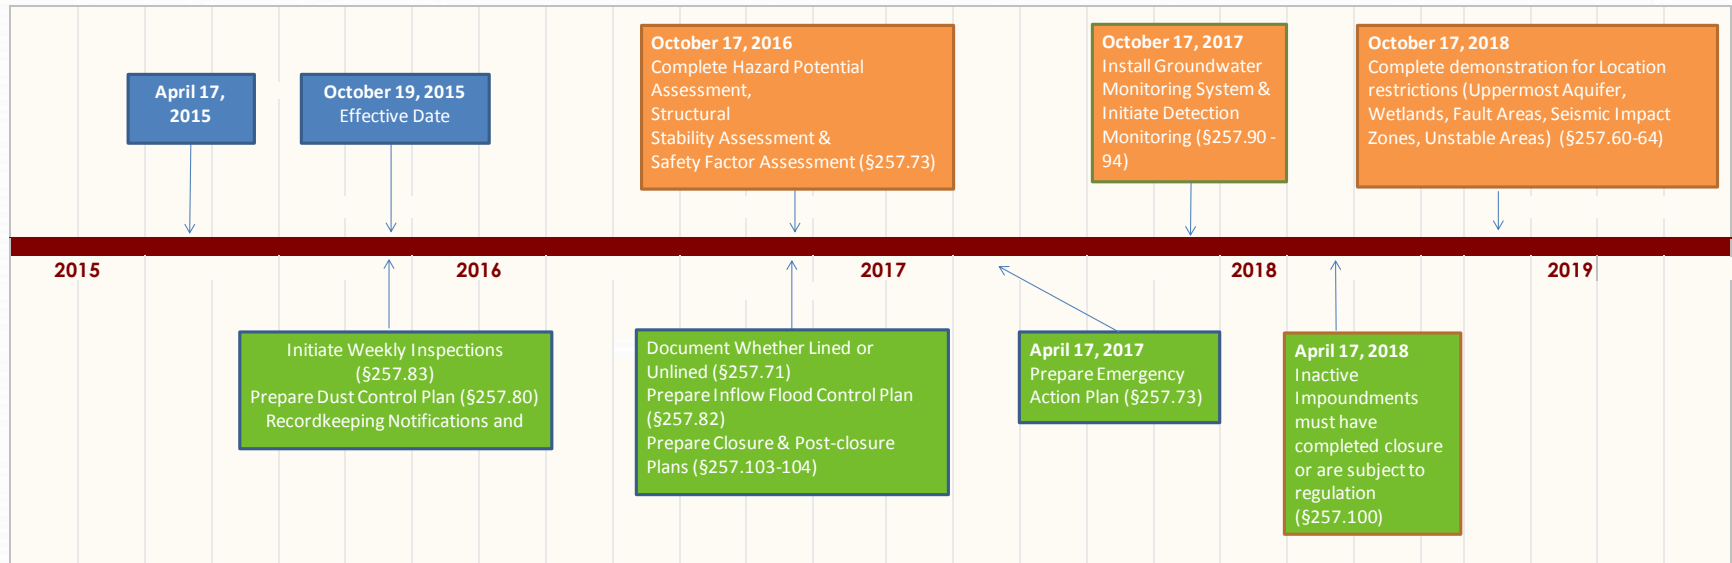 April 17,
2015
October 19, 2015
Effective Date
October 17, 2016
Complete Hazard Potential
Assessment,
Structural
Stability Assessment &
Safety Factor Assessment (§257.73)
October 17, 2017
Install Groundwater
Monitoring System &
Initiate Detection
Monitoring (§257.90 -
94)
October 17, 2018
Complete demonstration for Location
restrictions (Uppermost Aquifer,
Wetlands, Fault Areas, Seismic Impact
Zones, Unstable Areas) (§257.60-64)
2015
2016
2017
2018
2019
Initiate Weekly Inspections
(§257.83)
Prepare Dust Control Plan (§257.80)
Recordkeeping Notifications and
Document Whether Lined or
Unlined (§257.71)
Prepare Inflow Flood Control Plan
(§257.82)
Prepare Closure & Post-closure
Plans (§257.103-104)
April 17, 2017
Prepare Emergency
Action Plan (§257.73)
April 17, 2018
Inactive
Impoundments
must have
completed closure
or are subject to
regulation
(§257.100)